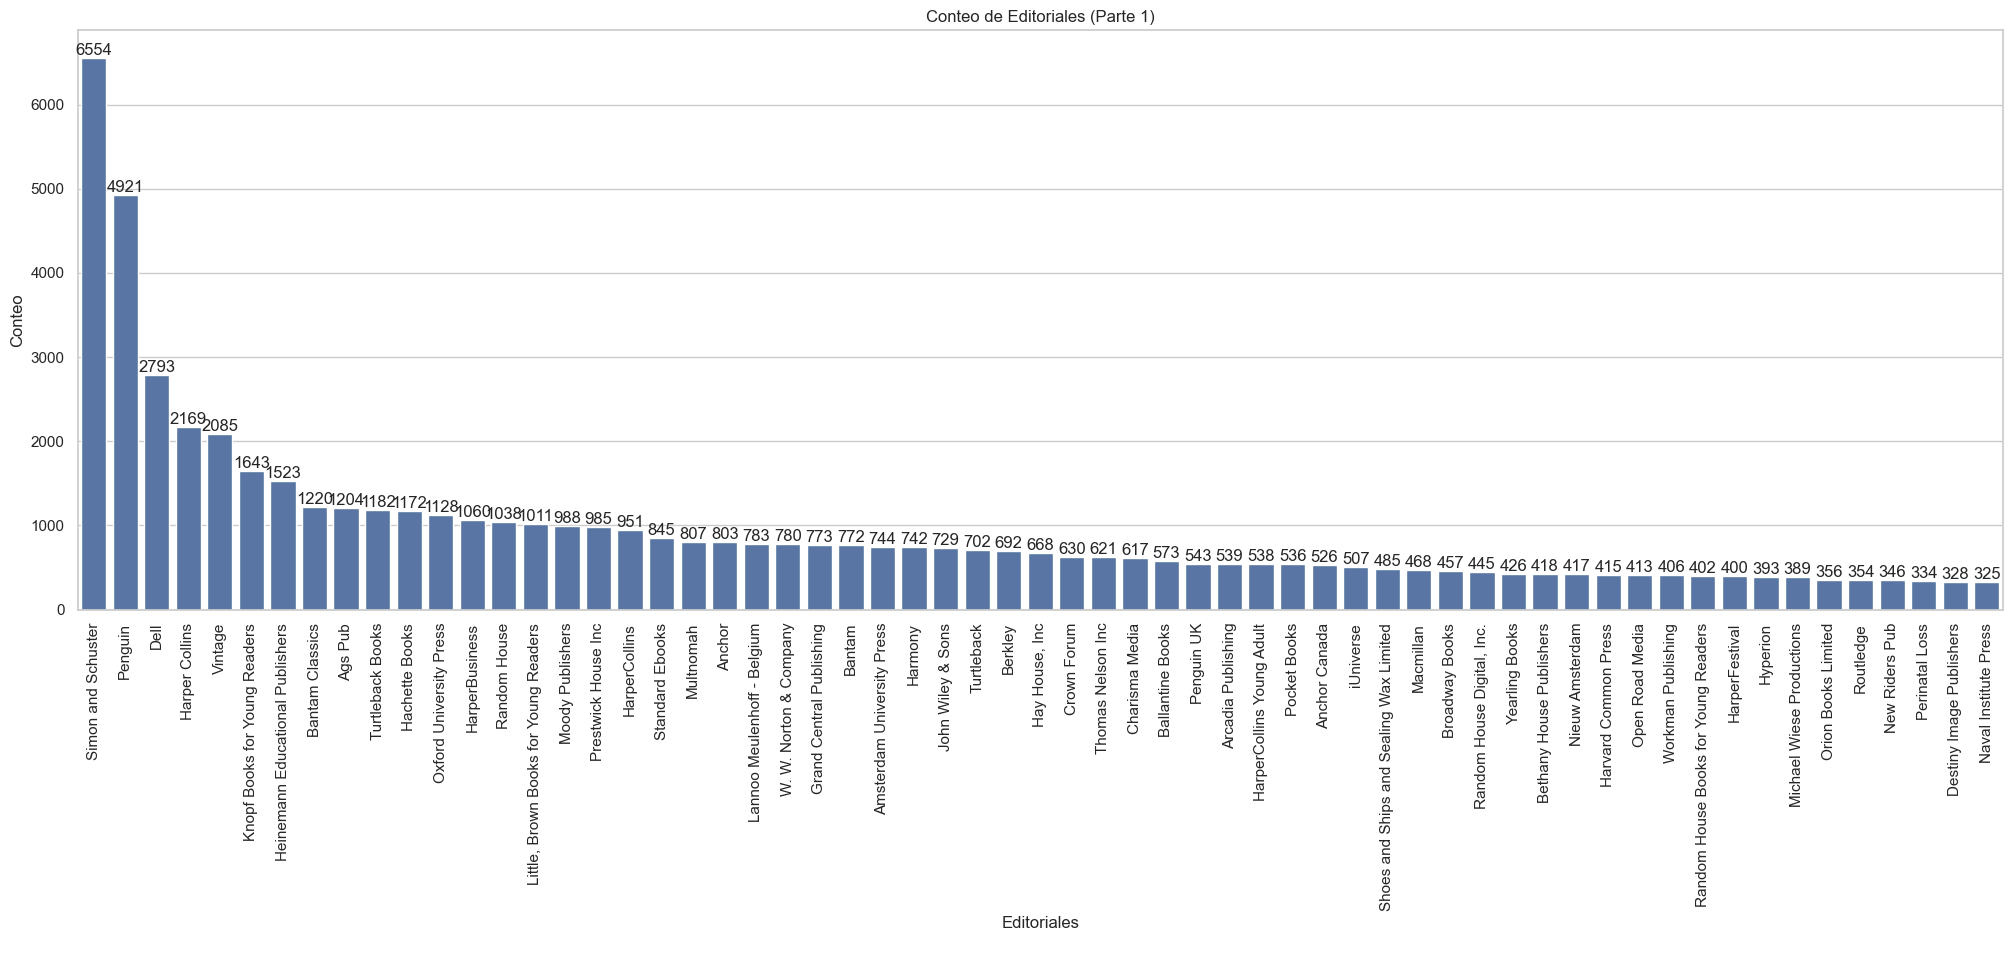 Conteo de Editoriales (Parte 1)
Conteo
6000
5000
4000
3000
2000
1000
0
6554
4921
2793
2169
2085
1643
1523
1220
1204
1182
1172
1128
1060
1038
1011
988
985
951
845
807
803
783
780
773
772
744
742
729
702
692
668
630
621
617
573
543
539
538
536
526
507
485
468
457
445
426
418
417
415
413
406
402
400
393
389
356
354
346
334
328
325
Simon and Schuster
Penguin
Dell
Harper Collins
Vintage
Knopf Books for Young Readers
Heinemann Educational Publishers
Bantam Classics
Ags Pub
Turtleback Books
Hachette Books
Oxford University Press
HarperBusiness
Random House
Little, Brown Books for Young Readers
Moody Publishers
Prestwick House Inc
HarperCollins
Standard Ebooks
Multnomah
Anchor
Lannoo Meulenhoff - Belgium
W. W. Norton & Company
Grand Central Publishing
Bantam
Amsterdam University Press
Harmony
John Wiley & Sons
Turtleback
Berkley
Hay House, Inc
Crown Forum
Thomas Nelson Inc
Charisma Media
Ballantine Books
Penguin UK
Arcadia Publishing
HarperCollins Young Adult
Pocket Books
Anchor Canada
iUniverse
Shoes and Ships and Sealing Wax Limited
Macmillan
Broadway Books
Random House Digital, Inc.
Yearling Books
Bethany House Publishers
Nieuw Amsterdam
Harvard Common Press
Open Road Media
Workman Publishing
Random House Books for Young Readers
HarperFestival
Hyperion
Michael Wiese Productions
Orion Books Limited
Routledge
New Riders Pub
Perinatal Loss
Destiny Image Publishers
Naval Institute Press
Editoriales